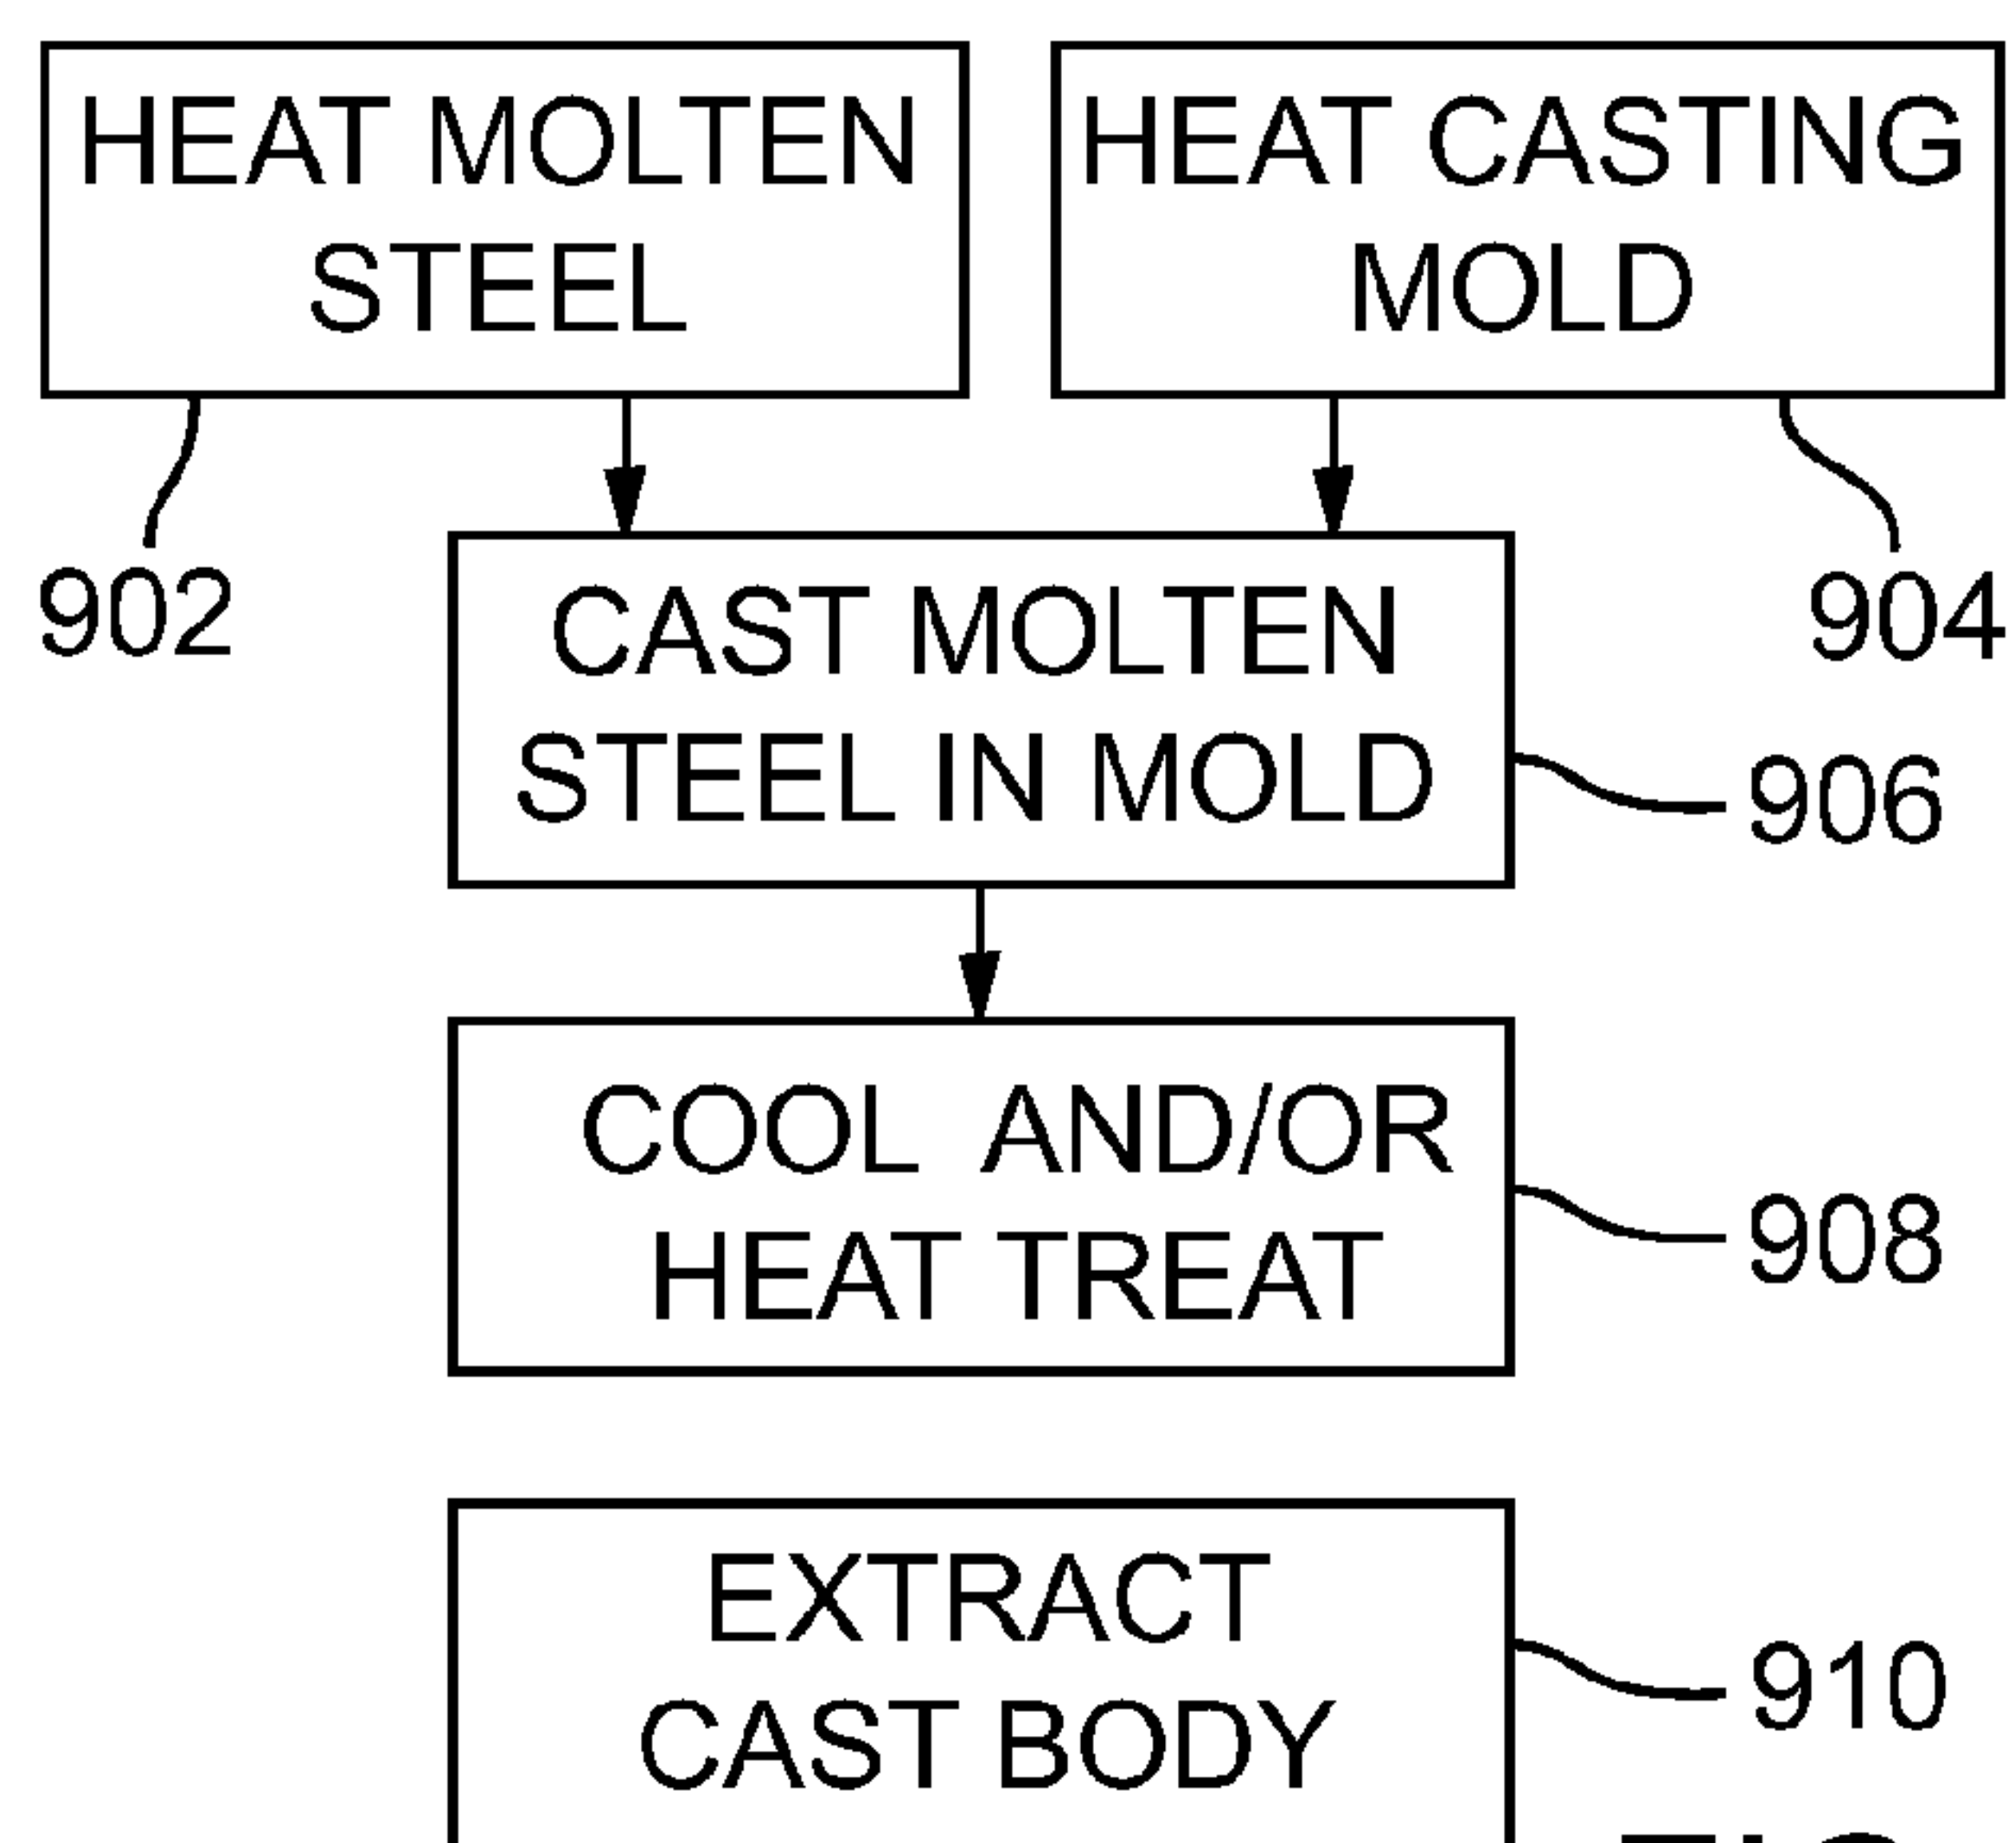 HEAT MOLTEN
STEEL
HEAT CASTING
MOLD
902
904
CAST MOLTEN
STEEL IN MOLD
906
COOL AND/OR
HEAT TREAT
908
EXTRACT
CAST BODY
910